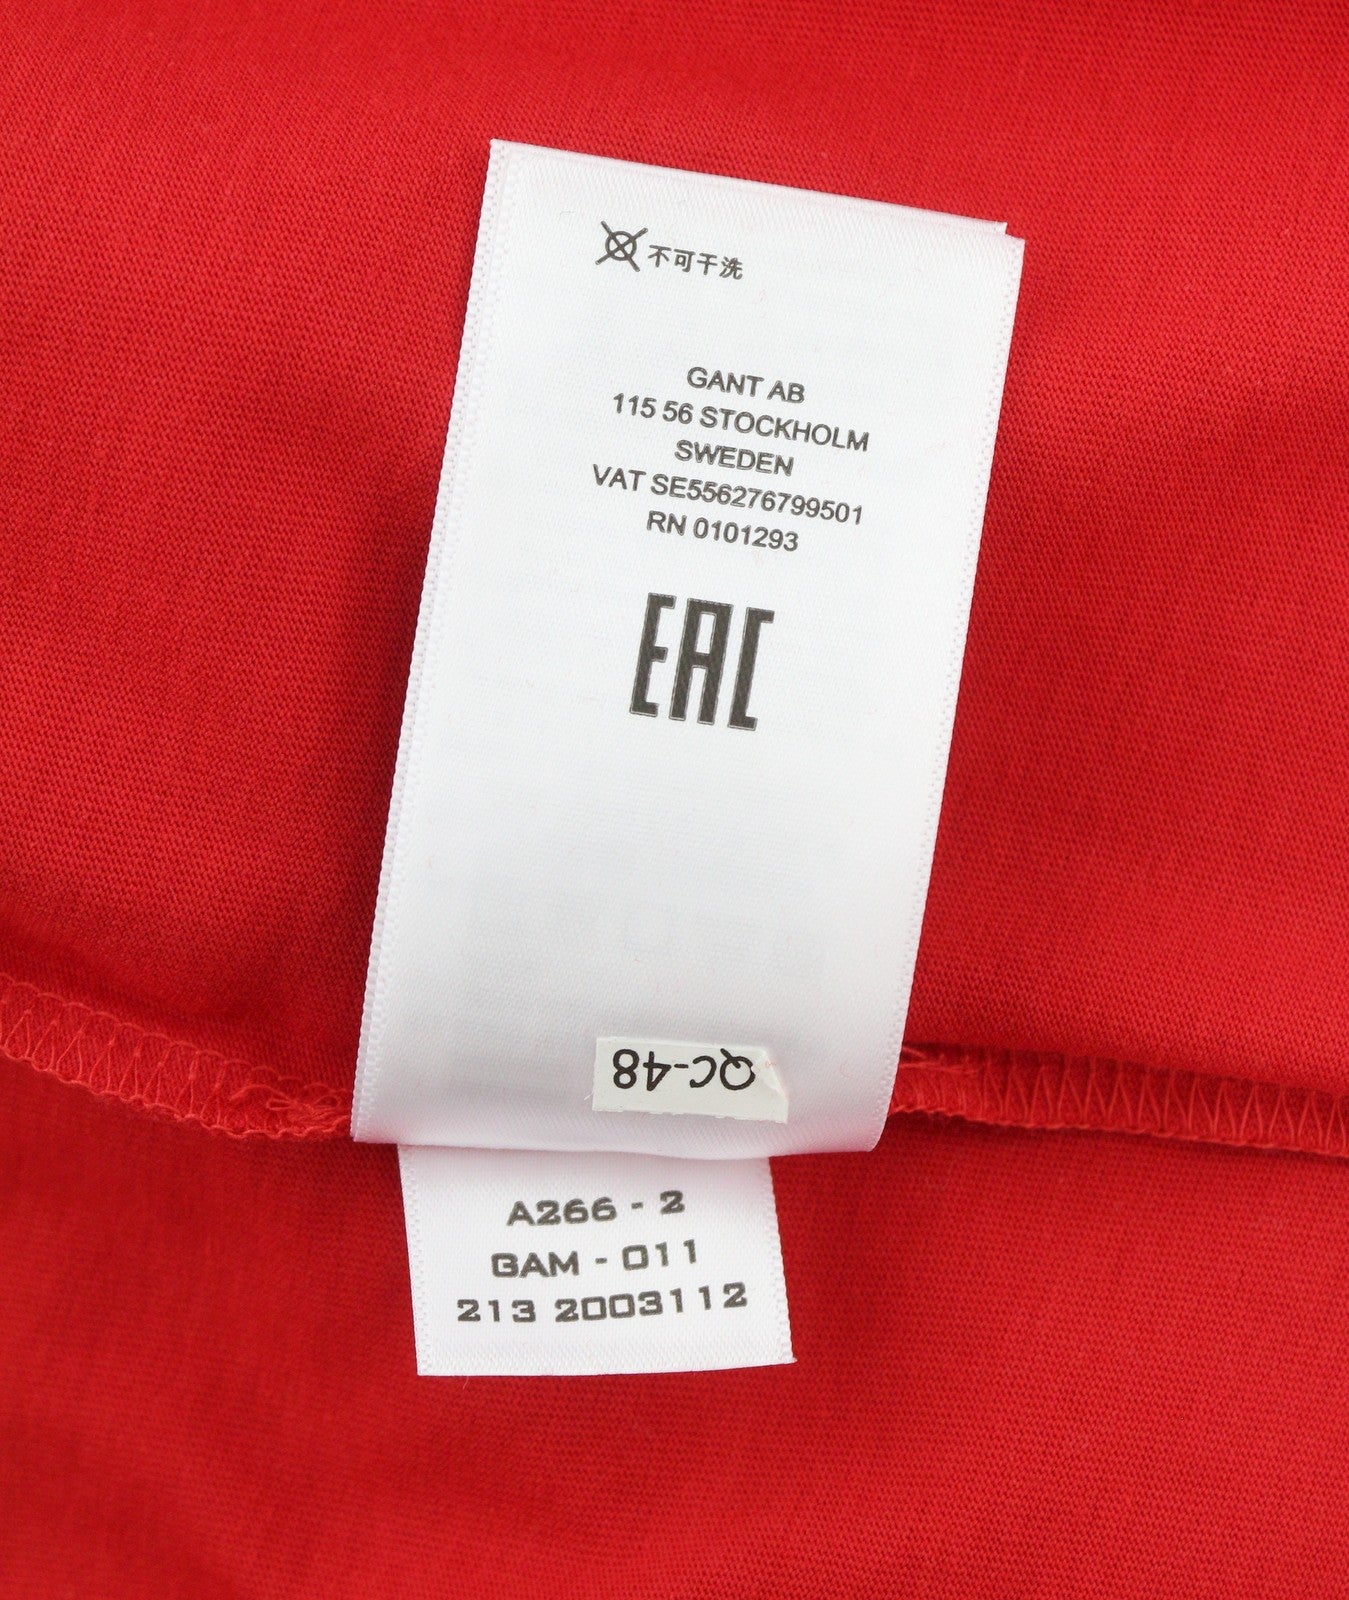 不可干洗
GANT AB
115 56 STOCKHOLM
SWEDEN
VAT SE556276799501
RN 0101293
EAC
QC-48
A266 - 2
GAM - 011
213 2003112